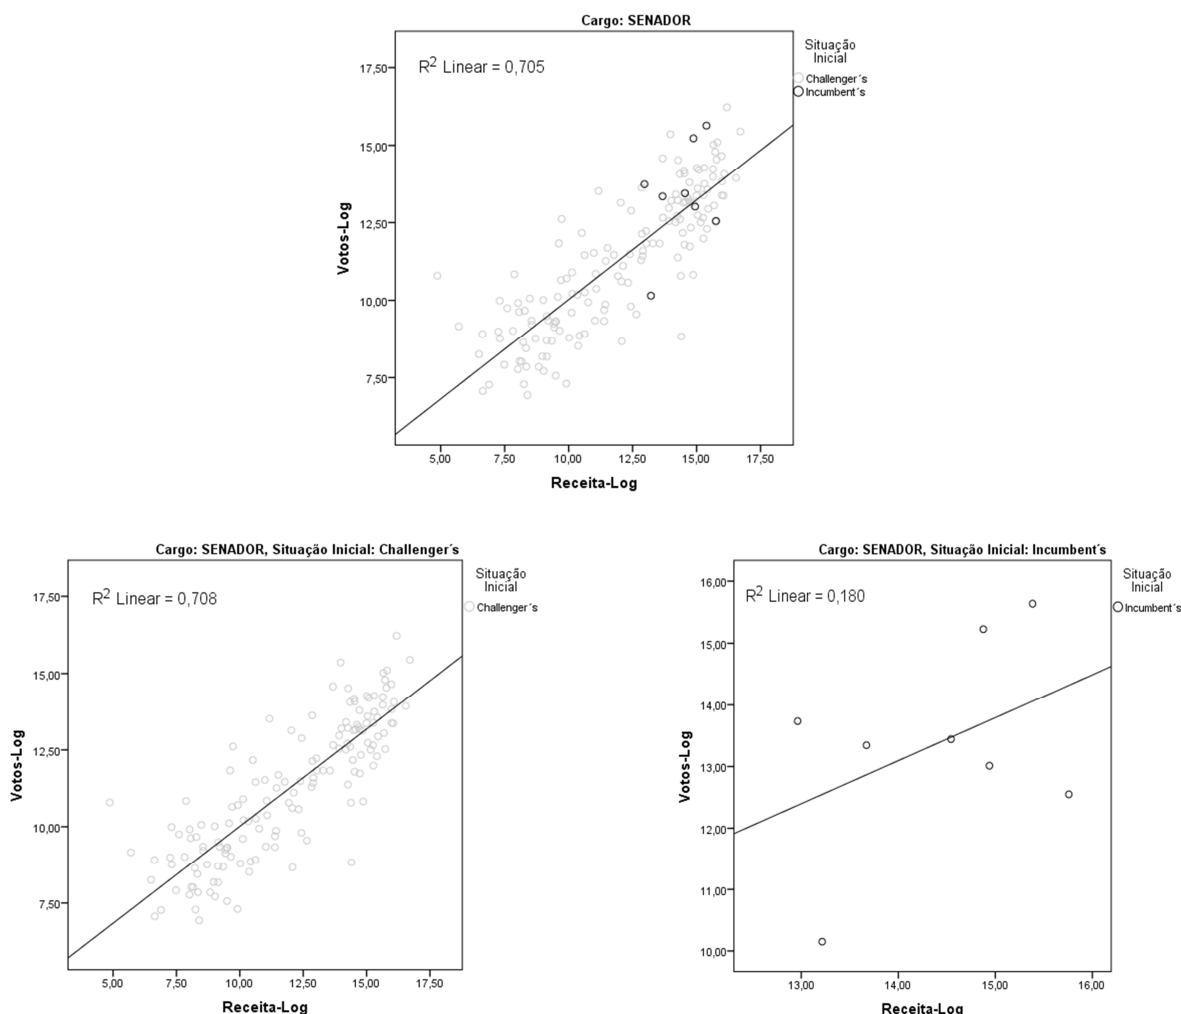 Cargo: SENADOR
R2 Linear = 0,705
Situação
Inicial
Challenger´s
Incumbent´s
17,50
15,00
12,50
10,00
7,50
Votos-Log
5,00 7,50 10,00 12,50 15,00 17,50
Receita-Log
Cargo: SENADOR, Situação Inicial: Challenger´s
R2 Linear = 0,708
Situação
Inicial
Challenger´s
17,50
15,00
12,50
10,00
7,50
Votos-Log
5,00 7,50 10,00 12,50 15,00 17,50
Receita-Log
Cargo: SENADOR, Situação Inicial: Incumbent´s
R2 Linear = 0,180
Situação
Inicial
Incumbent´s
16,00
15,00
14,00
13,00
12,00
11,00
10,00
Votos-Log
13,00 14,00 15,00 16,00
Receita-Log